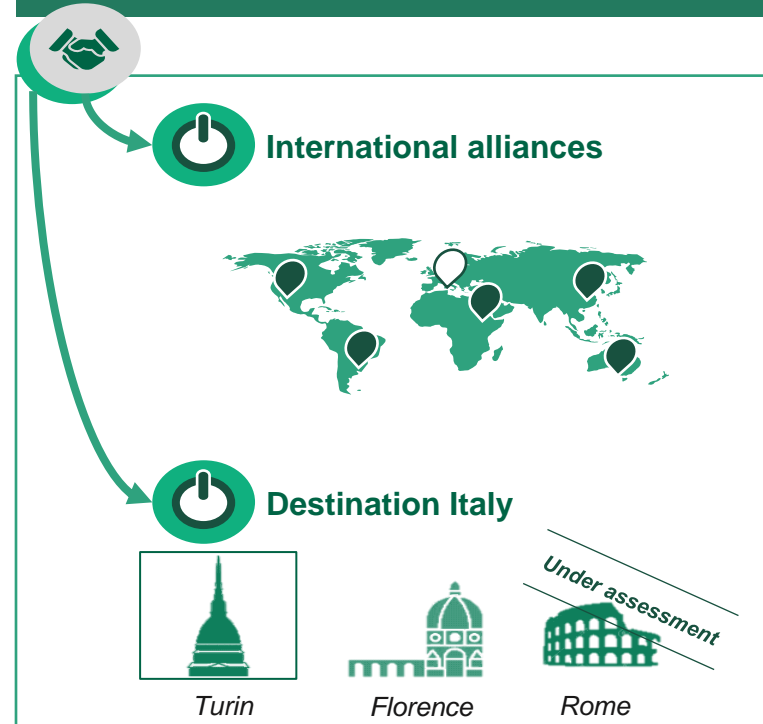 International alliances
Destination Italy
Under assessment
Turin
Florence
Rome